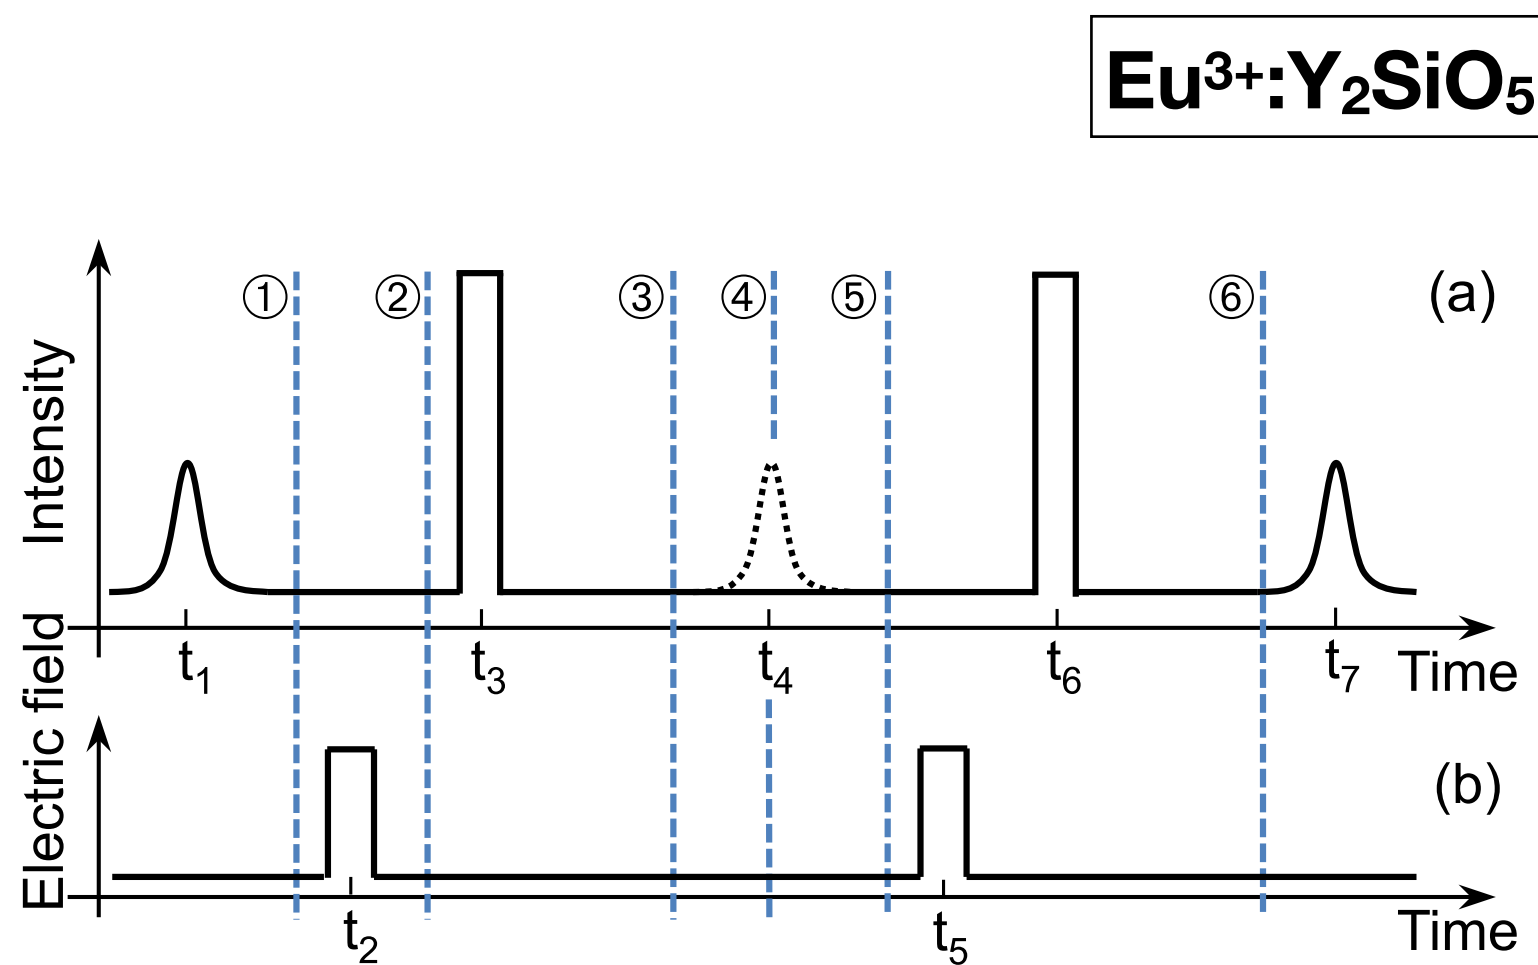 Eu³⁺:Y₂SiO₅
① ② ③ ④ ⑤ ⑥ (a)
Intensity
t₁ t₃ t₄ t₆ t₇ Time
Electric field
(b)
t₂ t₅ Time